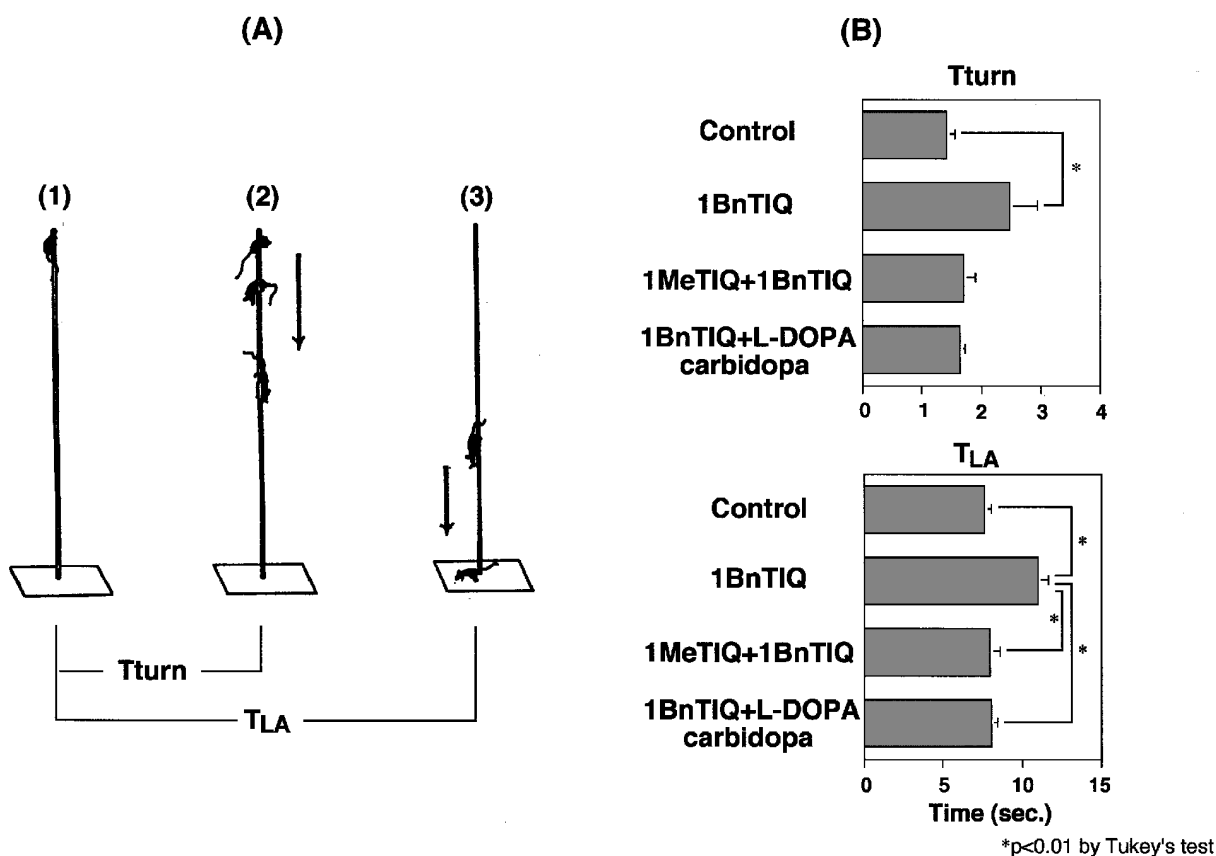 (A)
(1)
(2)
(3)
Tturn
TLA
(B)
Tturn
Control
*
1BnTIQ
1MeTIQ+1BnTIQ
1BnTIQ+L-DOPA
carbidopa
0 1 2 3 4
TLA
Control
*
1BnTIQ
*
1MeTIQ+1BnTIQ
*
1BnTIQ+L-DOPA
carbidopa
0 5 10 15
Time (sec.)
*p<0.01 by Tukey's test